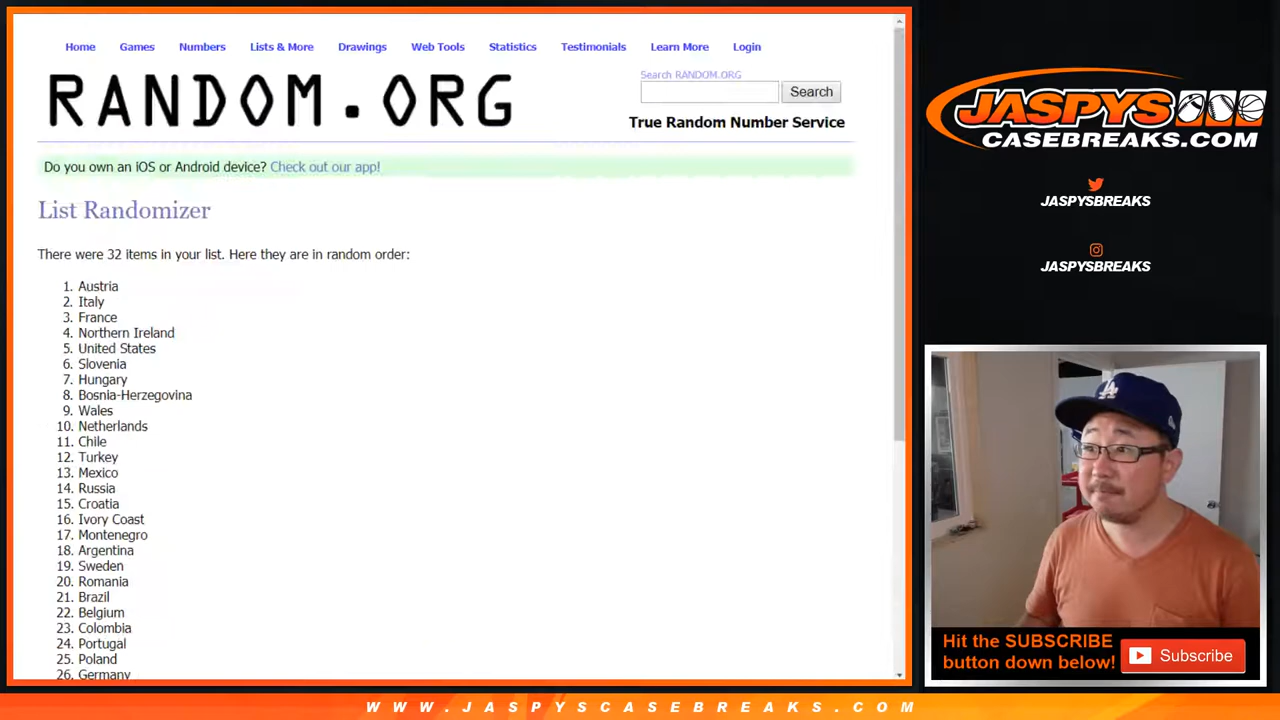 Home Games Numbers Lists & More Drawings Web Tools Statistics Testimonials Learn More Login
RANDOM.ORG
Search RANDOM.ORG
Search
True Random Number Service
Do you own an iOS or Android device? Check out our app!
List Randomizer
There were 32 items in your list. Here they are in random order:
1. Austria
2. Italy
3. France
4. Northern Ireland
5. United States
6. Slovenia
7. Hungary
8. Bosnia-Herzegovina
9. Wales
10. Netherlands
11. Chile
12. Turkey
13. Mexico
14. Russia
15. Croatia
16. Ivory Coast
17. Montenegro
18. Argentina
19. Sweden
20. Romania
21. Brazil
22. Belgium
23. Colombia
24. Portugal
25. Poland
26. Germany
JASPYS
CASEBREAKS.COM
JASPYSBREAKS
JASPYSBREAKS
LA
Hit the SUBSCRIBE
button down below!
Subscribe
WWW.JASPYSCASEBREAKS.COM